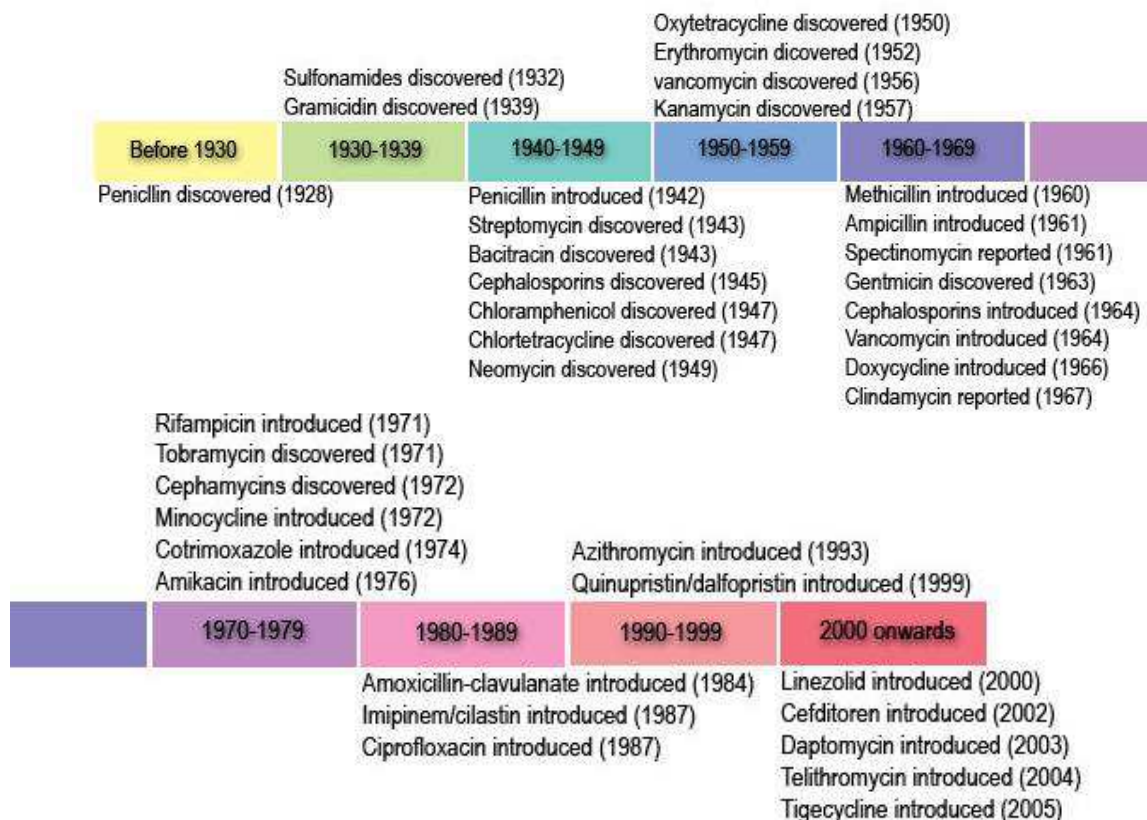 Oxytetracycline discovered (1950)
Erythromycin dicovered (1952)
vancomycin discovered (1956)
Kanamycin discovered (1957)
Sulfonamides discovered (1932)
Gramicidin discovered (1939)
Before 1930
1930-1939
1940-1949
1950-1959
1960-1969
Penicllin discovered (1928)
Penicillin introduced (1942)
Streptomycin discovered (1943)
Bacitracin discovered (1943)
Cephalosporins discovered (1945)
Chloramphenicol discovered (1947)
Chlortetracycline discovered (1947)
Neomycin discovered (1949)
Methicillin introduced (1960)
Ampicillin introduced (1961)
Spectinomycin reported (1961)
Gentmicin discovered (1963)
Cephalosporins introduced (1964)
Vancomycin introduced (1964)
Doxycycline introduced (1966)
Clindamycin reported (1967)
Rifampicin introduced (1971)
Tobramycin discovered (1971)
Cephamycins discovered (1972)
Minocycline introduced (1972)
Cotrimoxazole introduced (1974)
Amikacin introduced (1976)
Azithromycin introduced (1993)
Quinupristin/dalfopristin introduced (1999)
1970-1979
1980-1989
1990-1999
2000 onwards
Amoxicillin-clavulanate introduced (1984)
Imipinem/cilastin introduced (1987)
Ciprofloxacin introduced (1987)
Linezolid introduced (2000)
Cefditoren introduced (2002)
Daptomycin introduced (2003)
Telithromycin introduced (2004)
Tigecycline introduced (2005)